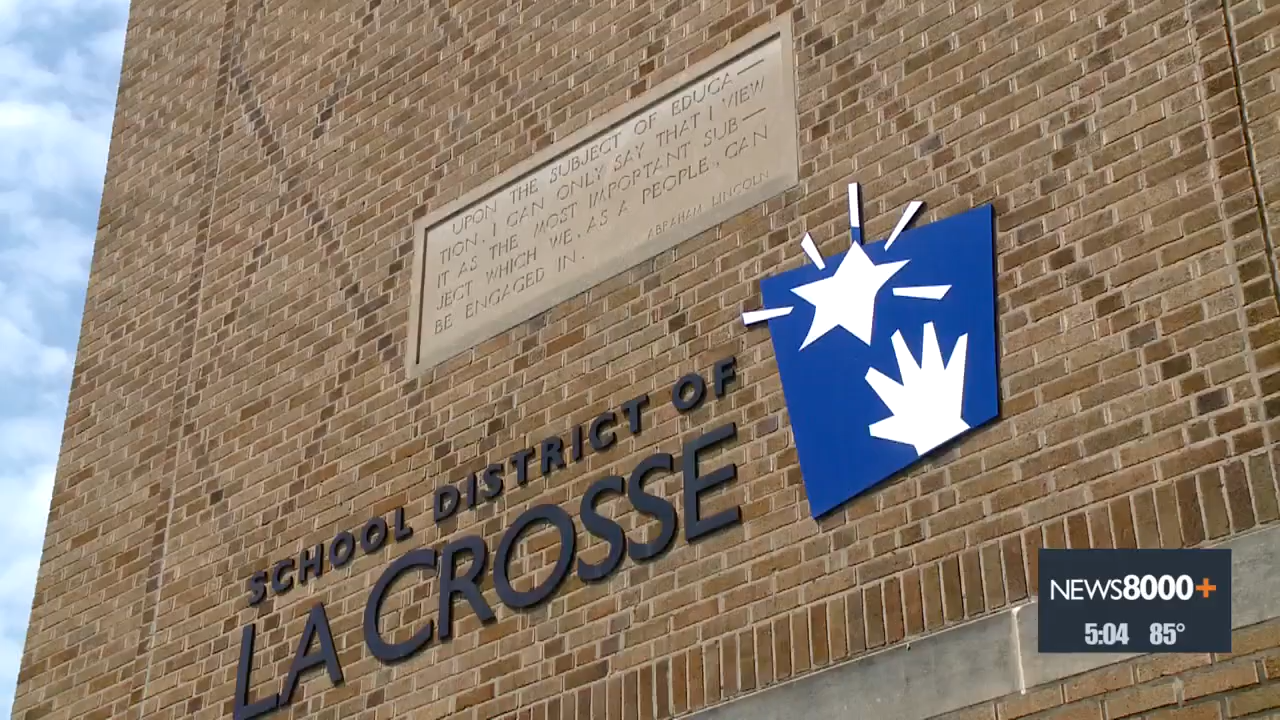 UPON THE SUBJECT OF EDUCA —
TION, I CAN ONLY SAY THAT I VIEW
IT AS THE MOST IMPORTANT SUB —
JECT WHICH WE, AS A PEOPLE, CAN
BE ENGAGED IN.
ABRAHAM LINCOLN
SCHOOL DISTRICT OF
LA CROSSE
NEWS8000+
5:04 85°